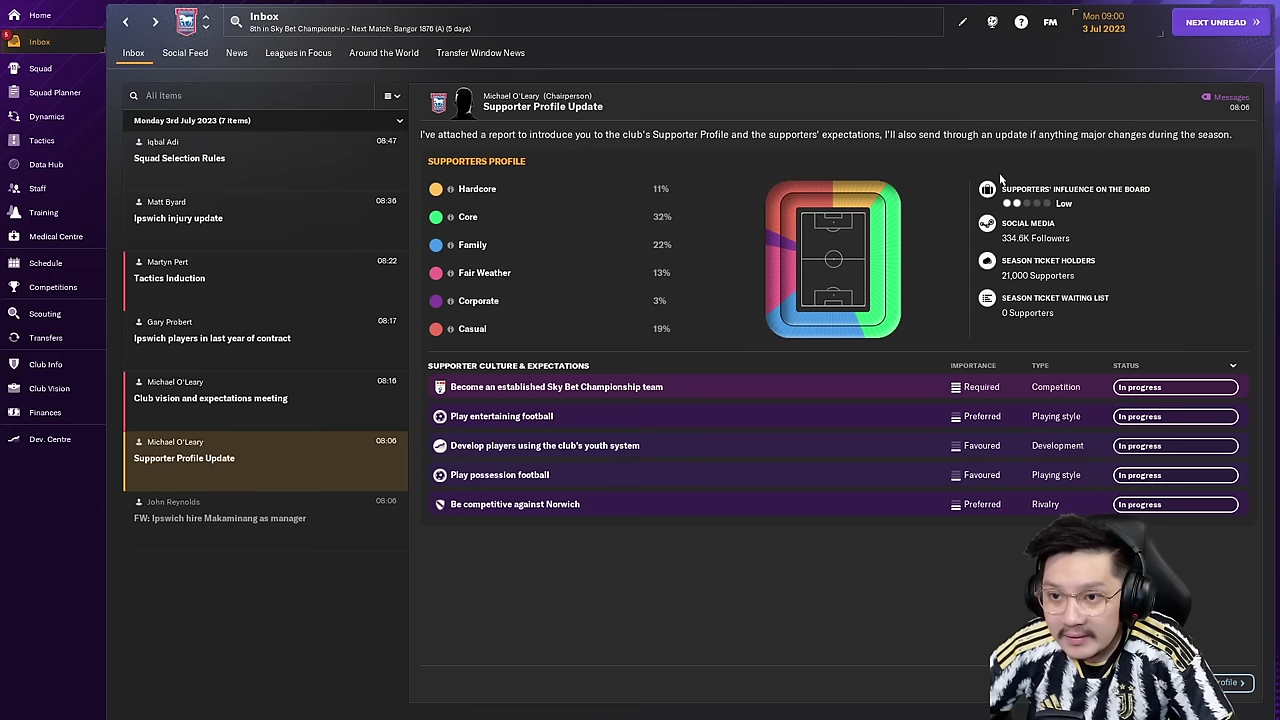 Home
5
Inbox
Squad
Squad Planner
Dynamics
Tactics
Data Hub
Staff
Training
Medical Centre
Schedule
Competitions
Scouting
Transfers
Club Info
Club Vision
Finances
Dev. Centre
Inbox
8th in Sky Bet Championship - Next Match: Bangor 1876 (A) (5 days)
?
FM
Mon 09:00
3 Jul 2023
NEXT UNREAD
Inbox
Social Feed
News
Leagues in Focus
Around the World
Transfer Window News
All Items
Monday 3rd July 2023 (7 items)
Iqbal Adi 08:47
Squad Selection Rules
Matt Byard 08:36
Ipswich injury update
Martyn Pert 08:22
Tactics Induction
Gary Probert 08:17
Ipswich players in last year of contract
Michael O'Leary 08:16
Club vision and expectations meeting
Michael O'Leary 08:06
Supporter Profile Update
John Reynolds 08:06
FW: Ipswich hire Makaminang as manager
Michael O'Leary (Chairperson)
Supporter Profile Update
Messages
08:06
I've attached a report to introduce you to the club's Supporter Profile and the supporters' expectations, I'll also send through an update if anything major changes during the season.
SUPPORTERS PROFILE
Hardcore 11%
Core 32%
Family 22%
Fair Weather 13%
Corporate 3%
Casual 19%
SUPPORTERS' INFLUENCE ON THE BOARD
Low
SOCIAL MEDIA
334.6K Followers
SEASON TICKET HOLDERS
21,000 Supporters
SEASON TICKET WAITING LIST
0 Supporters
SUPPORTER CULTURE & EXPECTATIONS IMPORTANCE TYPE STATUS
Become an established Sky Bet Championship team Required Competition In progress
Play entertaining football Preferred Playing style In progress
Develop players using the club's youth system Favoured Development In progress
Play possession football Favoured Playing style In progress
Be competitive against Norwich Preferred Rivalry In progress